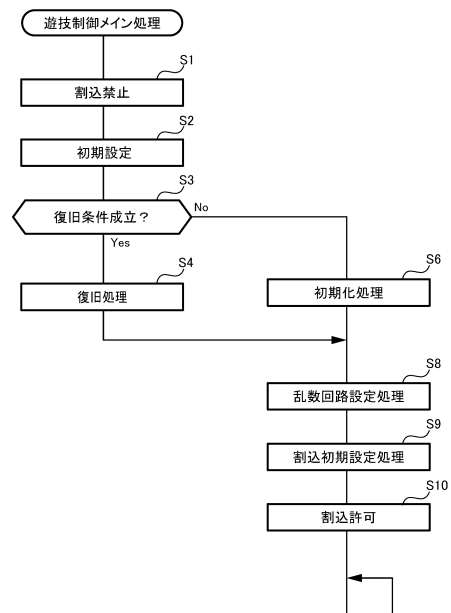 遊技制御メイン処理
S1
割込禁止
S2
初期設定
S3
復旧条件成立？
No
Yes
S4
復旧処理
S6
初期化処理
S8
乱数回路設定処理
S9
割込初期設定処理
S10
割込許可